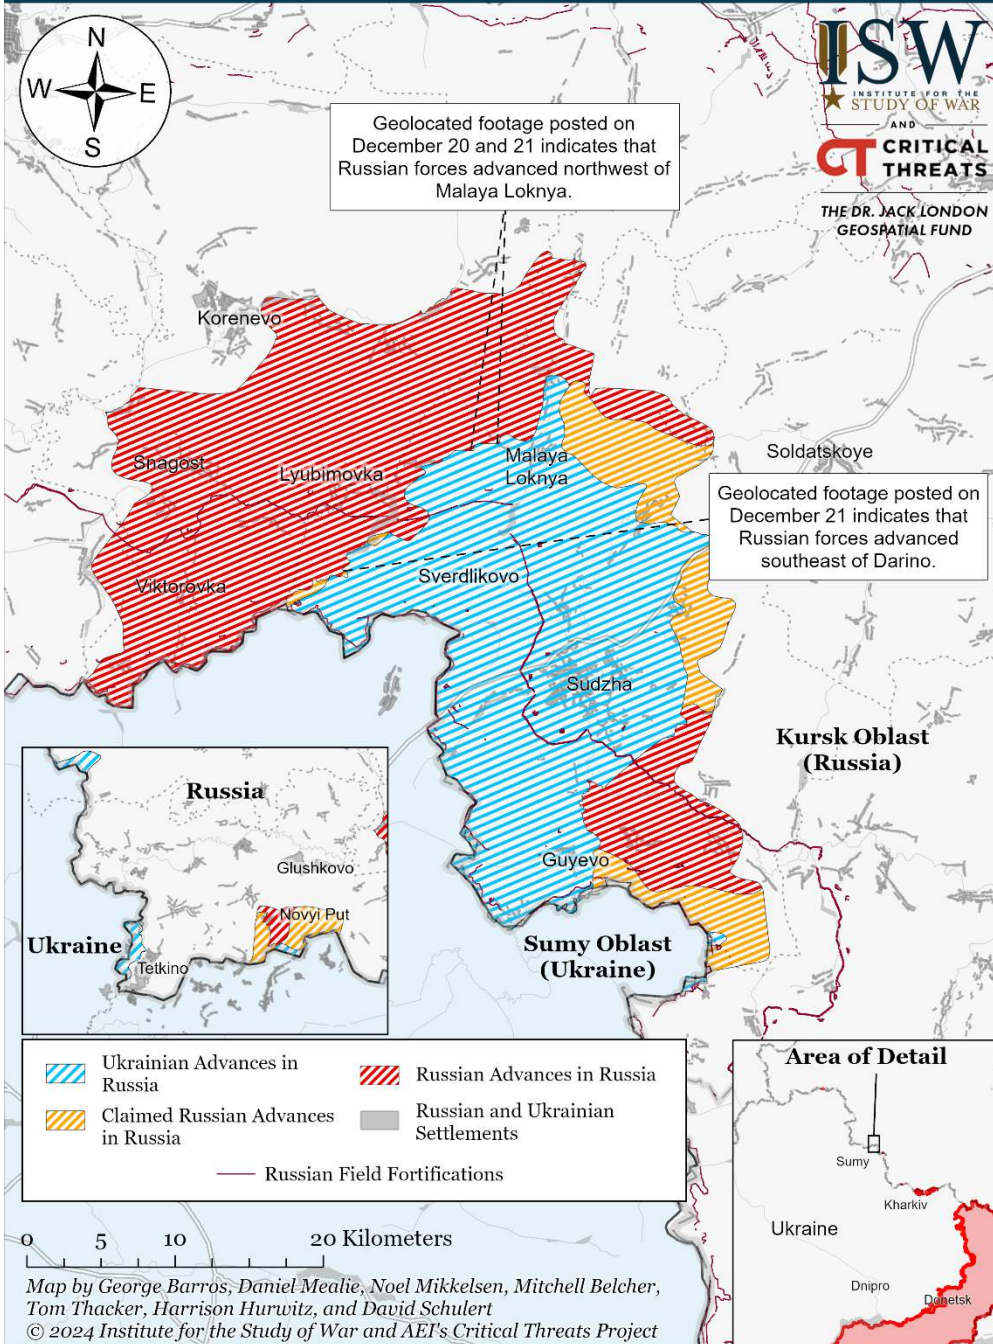 N
W
E
S
ISW
INSTITUTE FOR THE
STUDY OF WAR
AND
CT CRITICAL
THREATS
THE DR. JACK LONDON
GEOSPATIAL FUND
Geolocated footage posted on
December 20 and 21 indicates that
Russian forces advanced northwest of
Malaya Loknya.
Korenevo
Snagost
Lyubimovka
Malaya
Loknya
Soldatskoye
Geolocated footage posted on
December 21 indicates that
Russian forces advanced
southeast of Darino.
Viktorovka
Sverdlikovo
Sudzha
Kursk Oblast
(Russia)
Guyevo
Sumy Oblast
(Ukraine)
Russia
Glushkovo
Novyi Put
Ukraine
Tetkino
Ukrainian Advances in
Russia
Russian Advances in Russia
Claimed Russian Advances
in Russia
Russian and Ukrainian
Settlements
Russian Field Fortifications
Area of Detail
Sumy
Kharkiv
Ukraine
Dnipro
Donetsk
0 5 10 20 Kilometers
Map by George Barros, Daniel Mealie, Noel Mikkelsen, Mitchell Belcher,
Tom Thacker, Harrison Hurwitz, and David Schulert
© 2024 Institute for the Study of War and AEI's Critical Threats Project